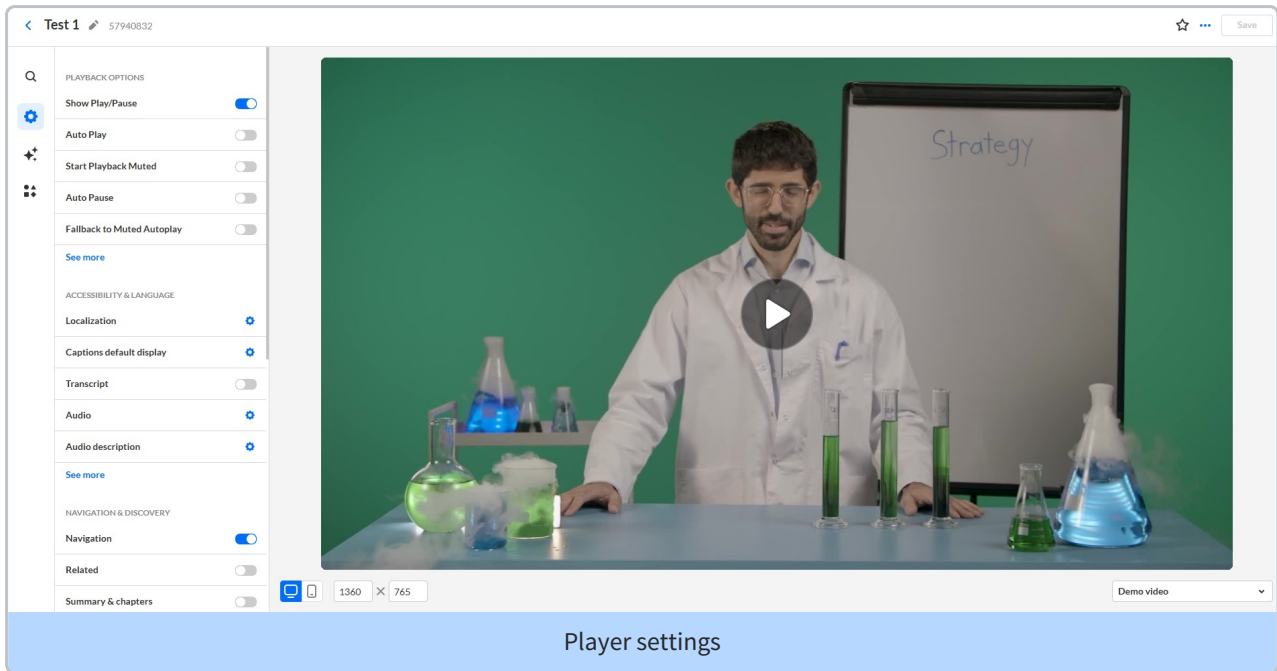 Test 1 57940832
Save
PLAYBACK OPTIONS
Show Play/Pause
Auto Play
Start Playback Muted
Auto Pause
Fallback to Muted Autoplay
See more
ACCESSIBILITY & LANGUAGE
Localization
Captions default display
Transcript
Audio
Audio description
See more
NAVIGATION & DISCOVERY
Navigation
Related
Summary & chapters
Strategy
1360 765
Demo video
Player settings